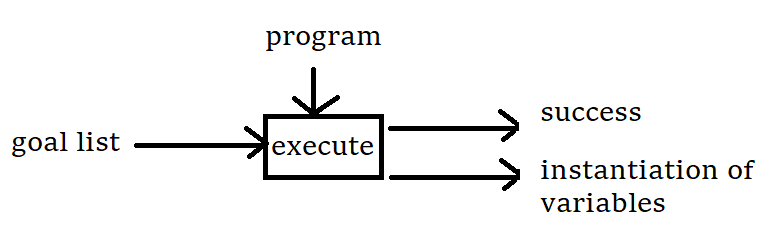 program
success
goal list
execute
instantiation of
variables